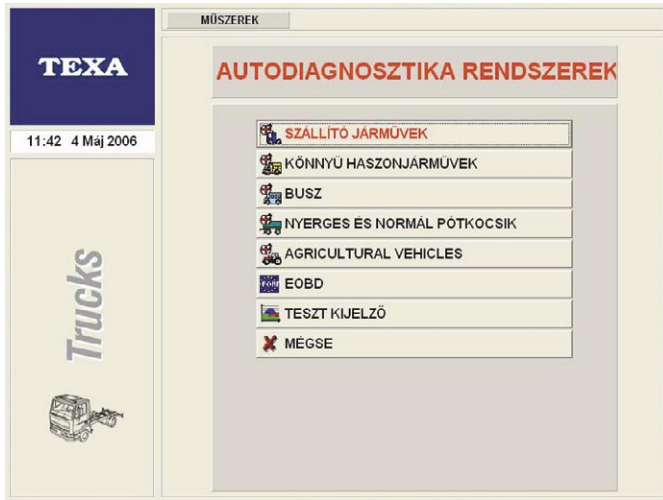 MŰSZEREK
TEXA
AUTODIAGNOSZTIKA RENDSZEREK
11:42 4 Máj 2006
SZÁLLÍTÓ JÁRMŰVEK
KÖNNYŰ HASZONJÁRMŰVEK
BUSZ
NYERGES ÉS NORMÁL PÓTKOCSIK
AGRICULTURAL VEHICLES
EOBD
TESZT KIJELZŐ
MÉGSE
Trucks